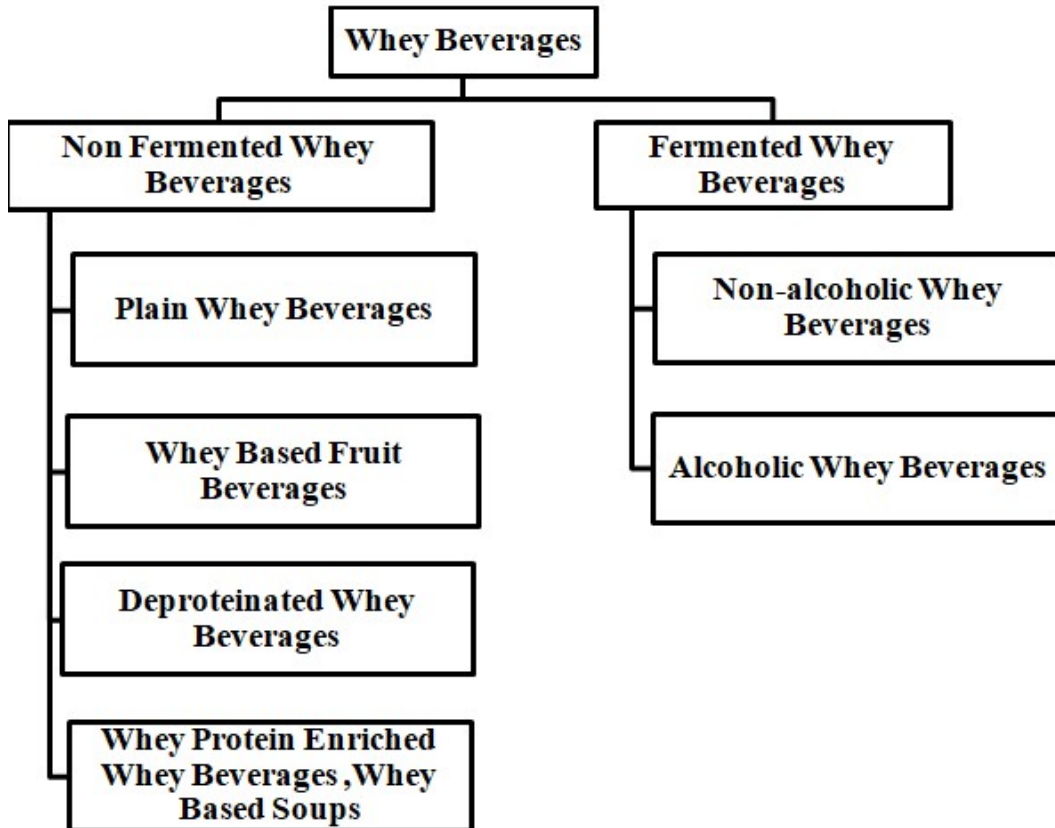 Whey Beverages
Non Fermented Whey
Beverages
Plain Whey Beverages
Whey Based Fruit
Beverages
Deproteinated Whey
Beverages
Whey Protein Enriched
Whey Beverages ,Whey
Based Soups
Fermented Whey
Beverages
Non-alcoholic Whey
Beverages
Alcoholic Whey Beverages